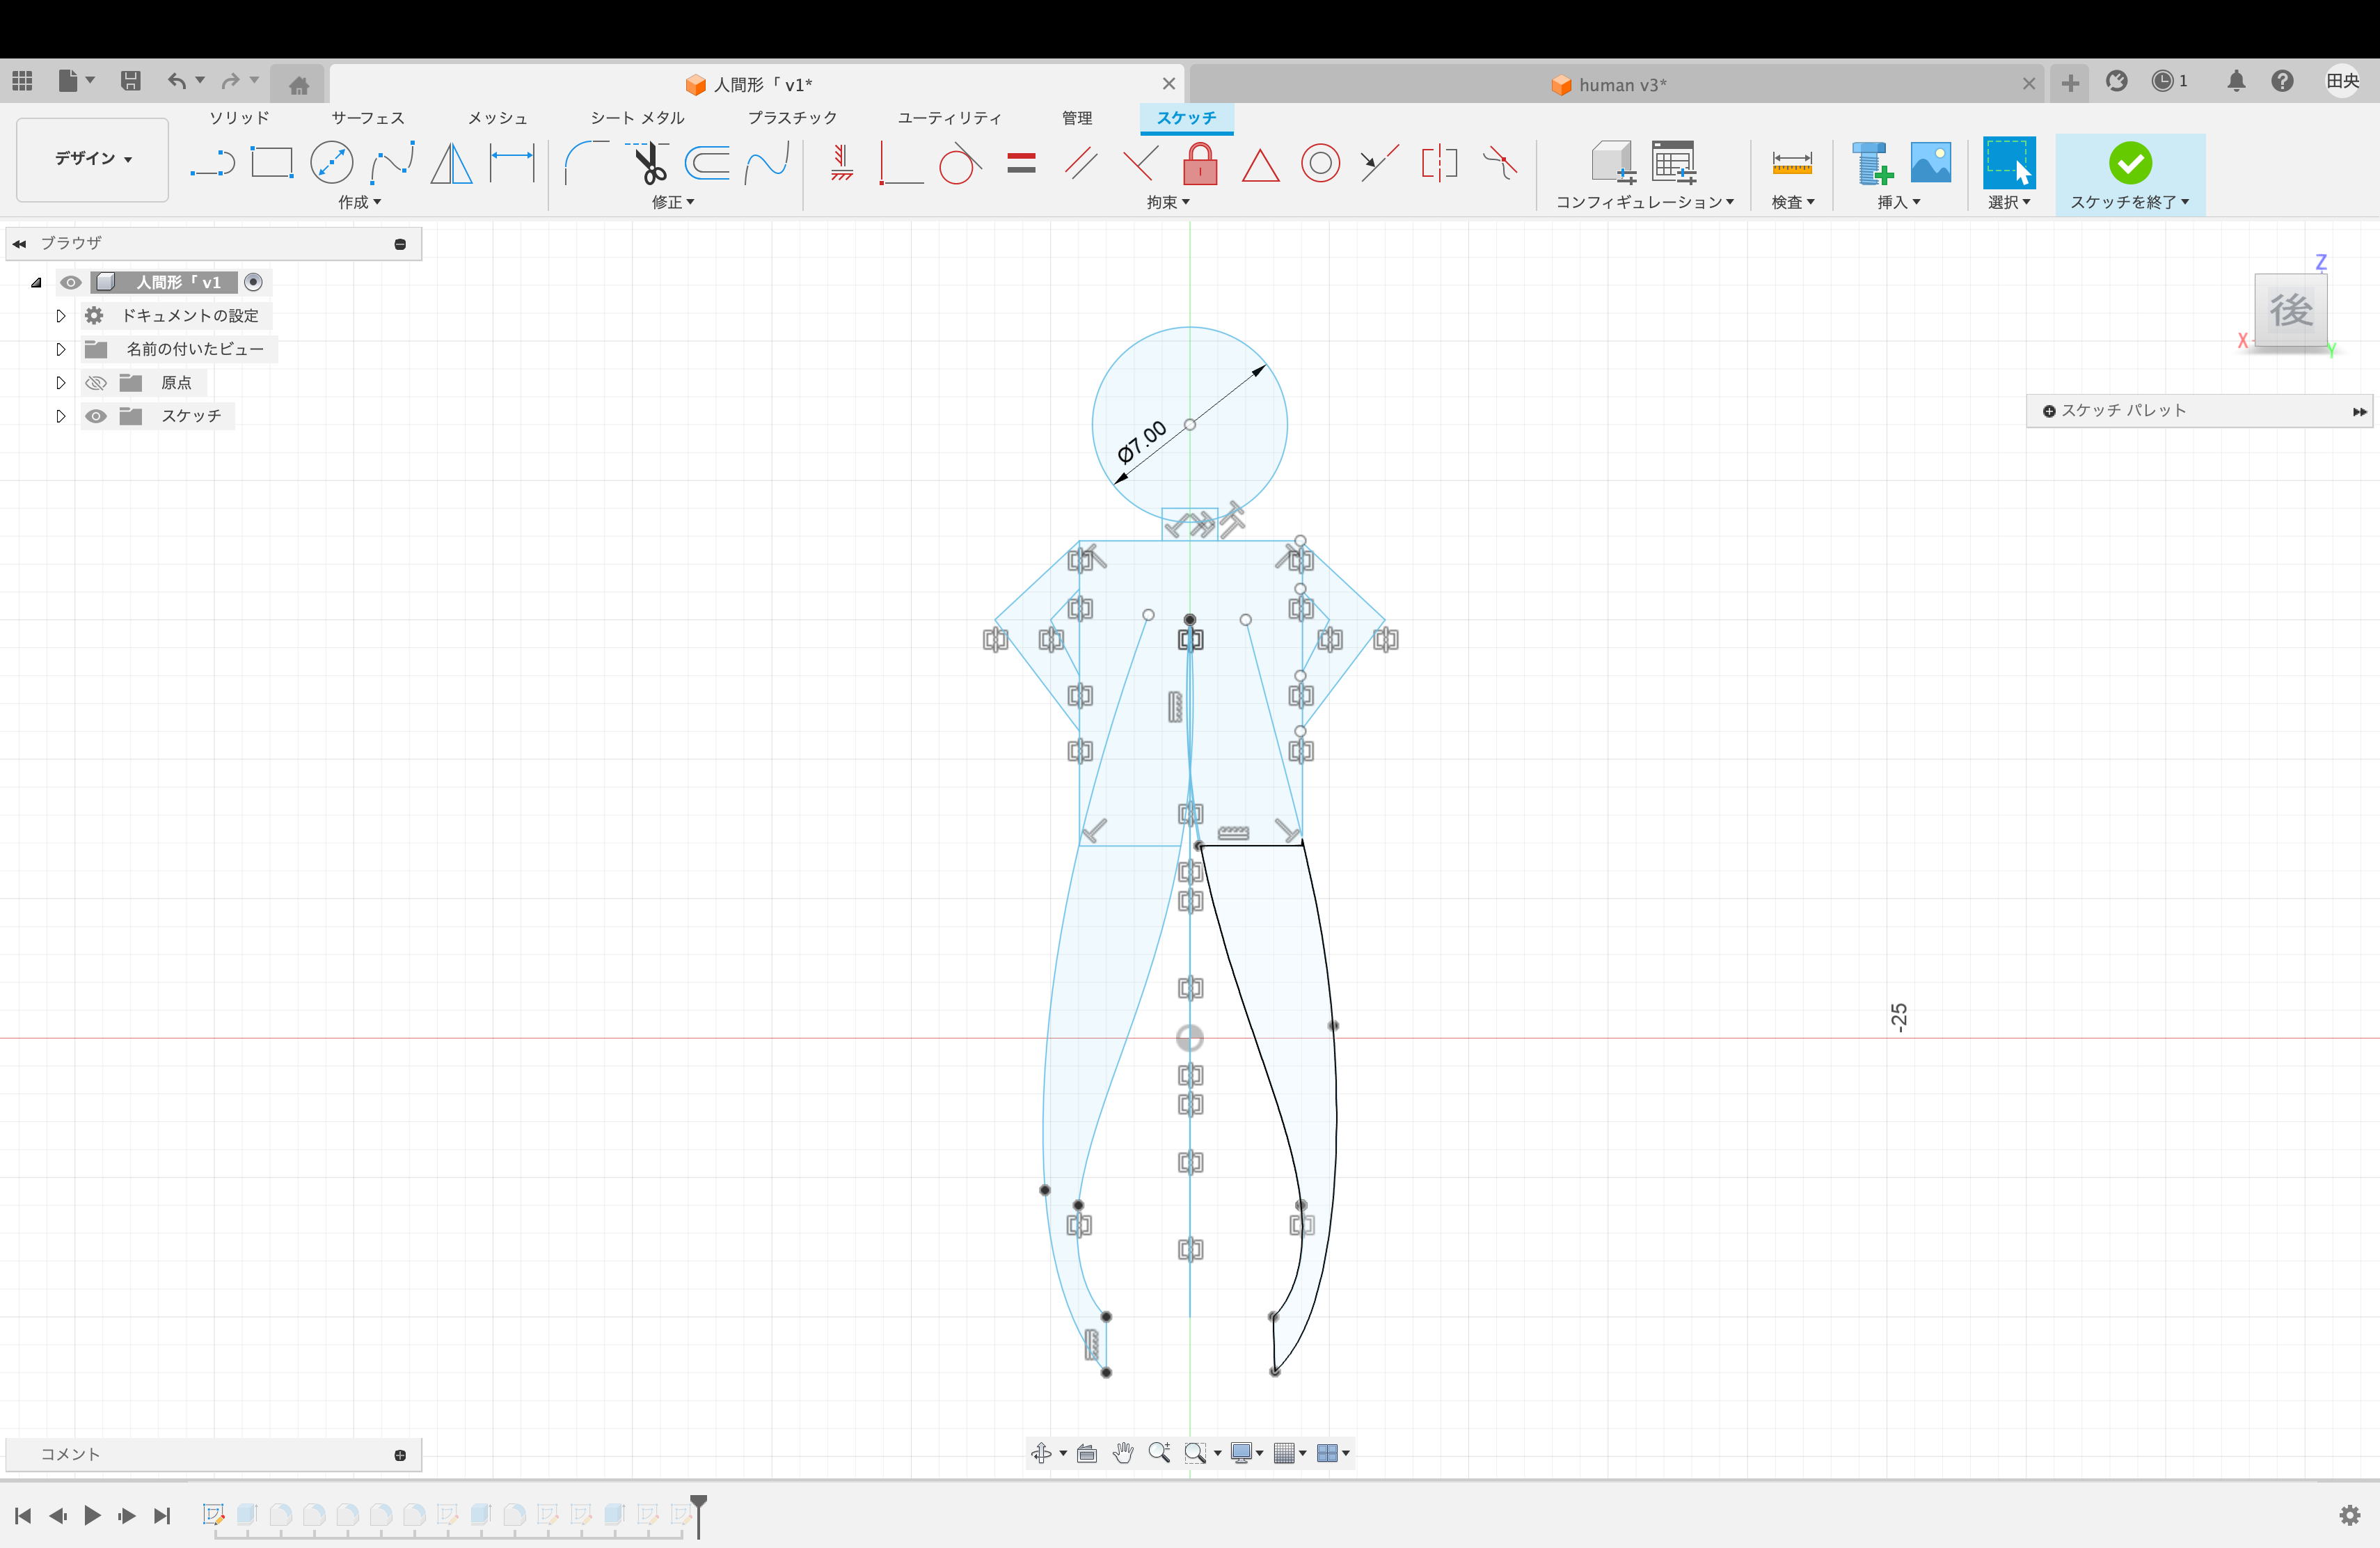 人間形「 v1*
human v3*
1
田央
デザイン
ソリッド
サーフェス
メッシュ
シート メタル
プラスチック
ユーティリティ
管理
スケッチ
作成
修正
拘束
コンフィギュレーション
検査
挿入
選択
スケッチを終了
ブラウザ
人間形「 v1
ドキュメントの設定
名前の付いたビュー
原点
スケッチ
Z
後
X
Y
スケッチ パレット
Ø7.00
-25
コメント